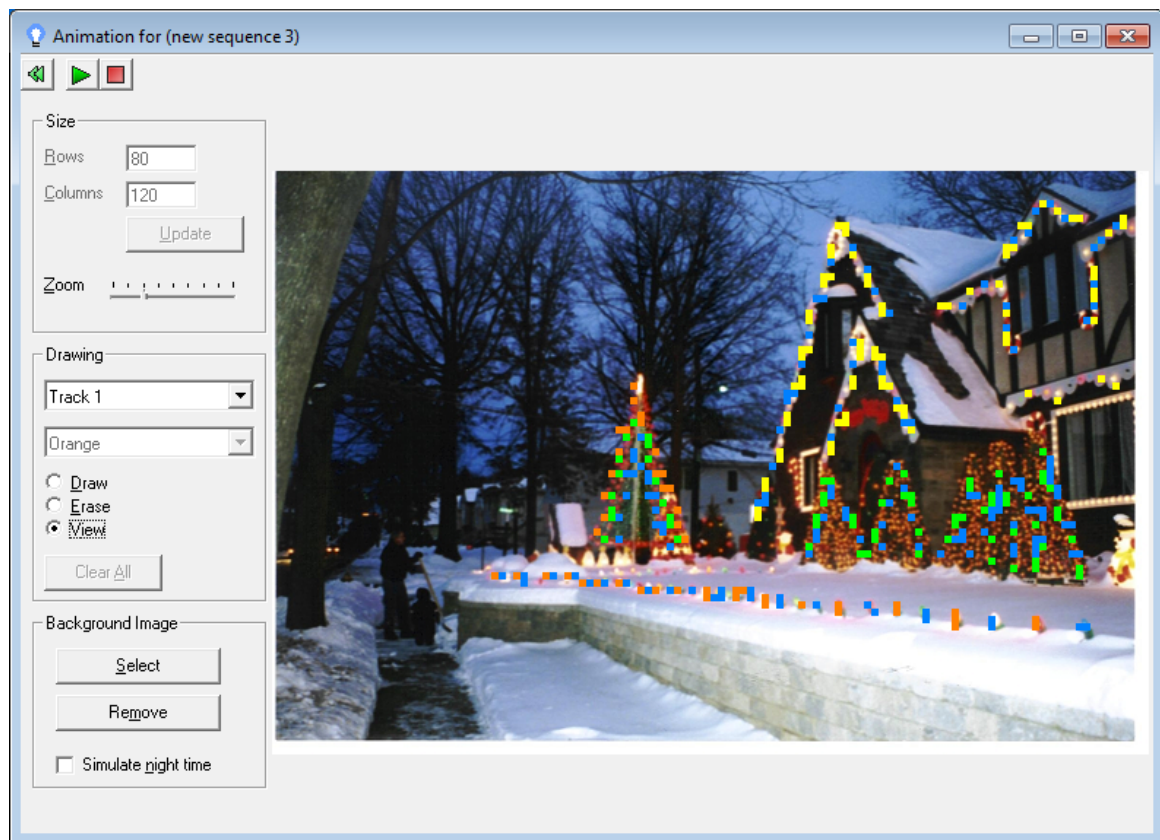 Animation for (new sequence 3)
Size
Rows 80
Columns 120
Update
Zoom
Drawing
Track 1
Orange
Draw
Erase
View
Clear All
Background Image
Select
Remove
Simulate night time